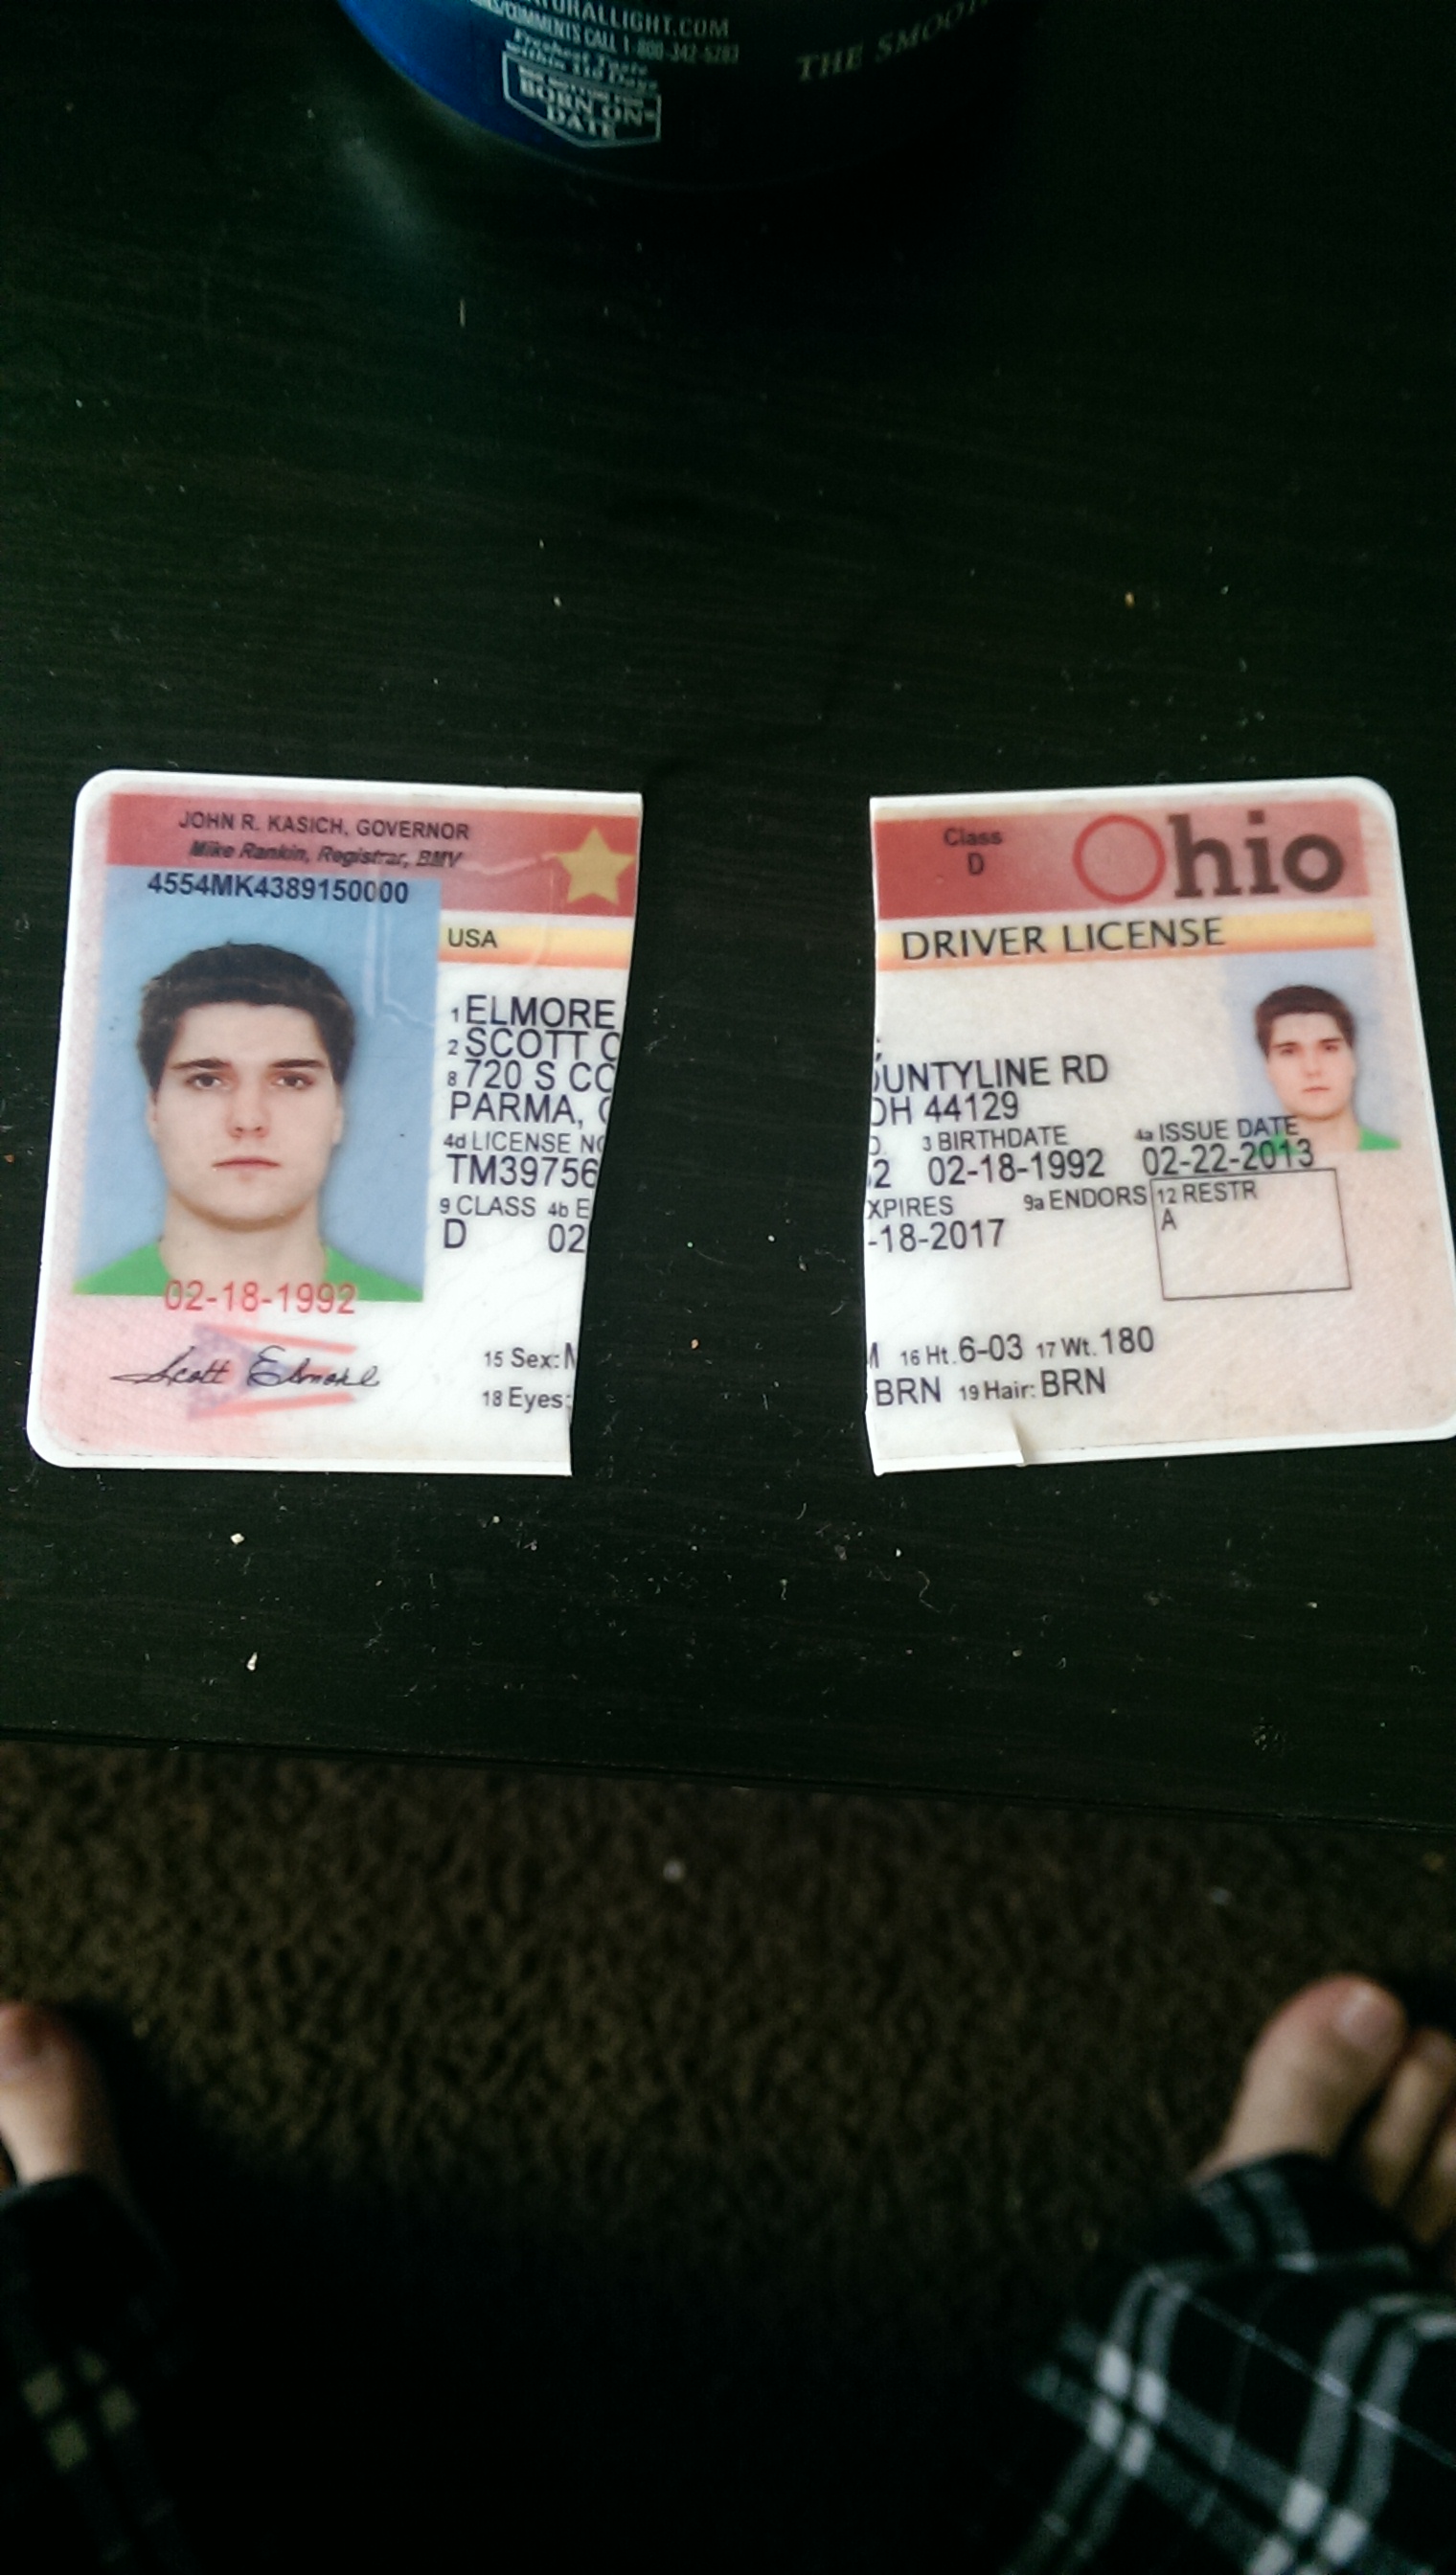 NATURALLIGHT.COM
COMMENTS CALL 1-800-342-5283
Freshest Taste
Within 110 Days
BORN ON
DATE
THE SMOOTH
JOHN R. KASICH, GOVERNOR
Mike Rankin, Registrar, BMV
4554MK4389150000
USA
1 ELMORE
2 SCOTT C
8 720 S CO
PARMA, O
4d LICENSE NO
TM39756
9 CLASS 4b E
D 02
02-18-1992
Scott Elmore
15 Sex: M
18 Eyes:
Class
D
Ohio
DRIVER LICENSE
OUNTYLINE RD
OH 44129
3 BIRTHDATE 4a ISSUE DATE
2 02-18-1992 02-22-2013
XPIRES 9a ENDORS 12 RESTR
-18-2017 A
16 Ht. 6-03 17 Wt. 180
BRN 19 Hair: BRN